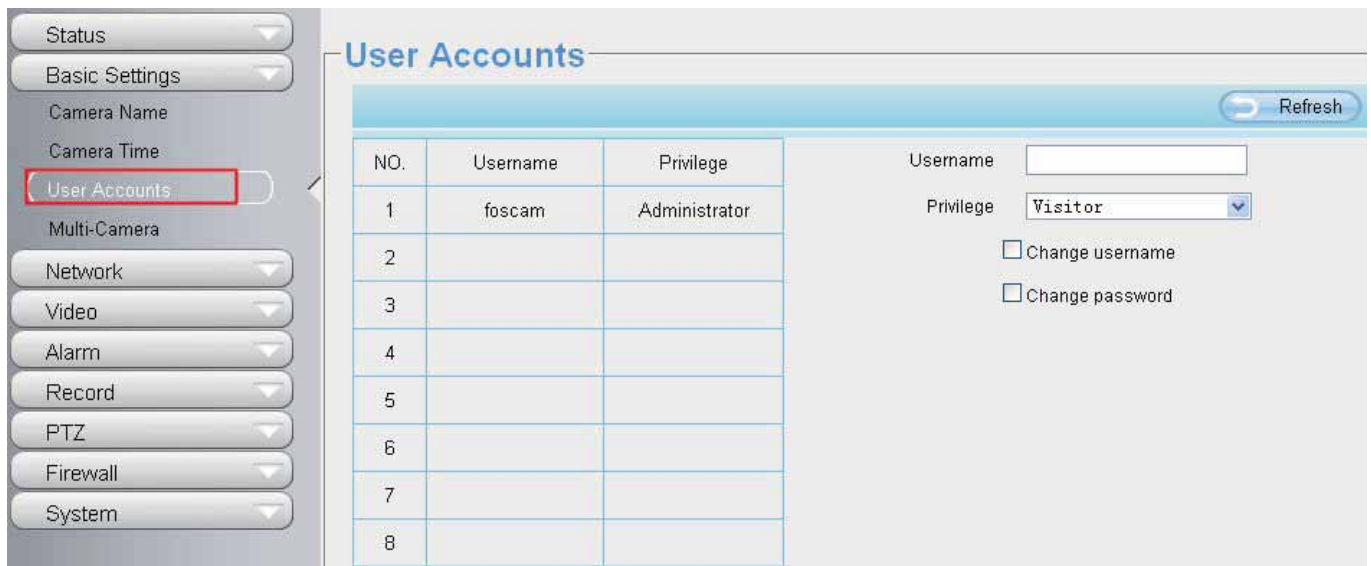 Status
Basic Settings
Camera Name
Camera Time
User Accounts
Multi-Camera
Network
Video
Alarm
Record
PTZ
Firewall
System
User Accounts
Refresh
NO. Username Privilege
1 foscam Administrator
2
3
4
5
6
7
8
Username
Privilege Visitor
Change username
Change password